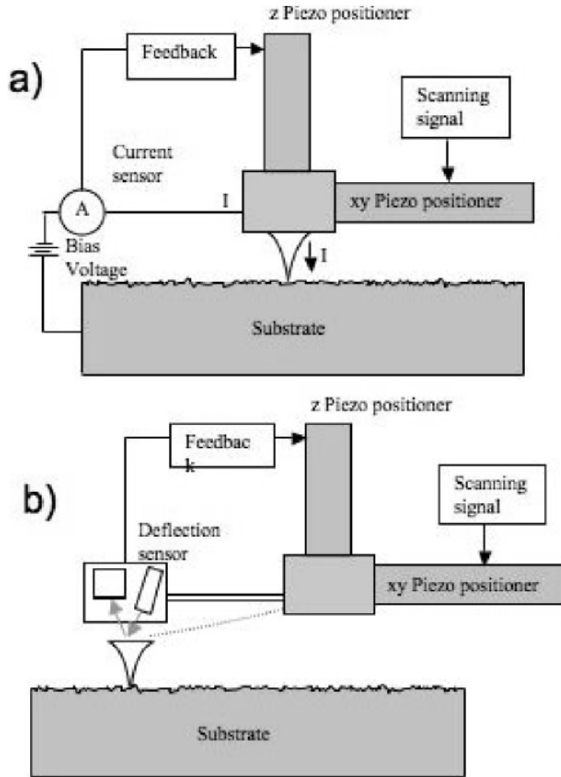 z Piezo positioner
Feedback
a)
Scanning
signal
Current
sensor
I
xy Piezo positioner
A
Bias
Voltage
I
Substrate
z Piezo positioner
Feedbac
k
b)
Scanning
signal
Deflection
sensor
xy Piezo positioner
Substrate